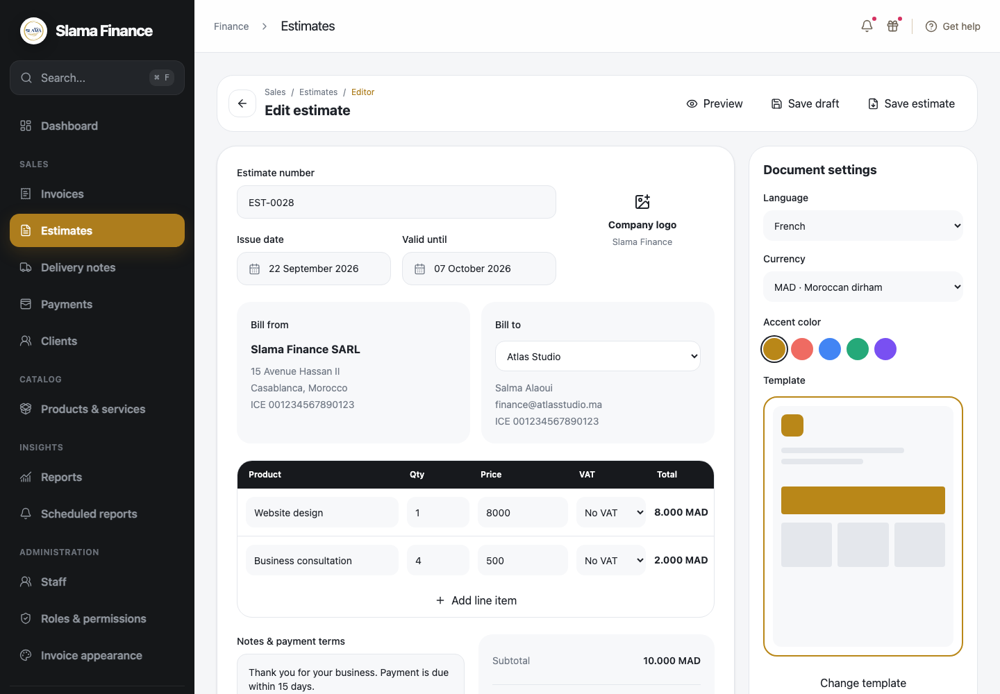 SLAMA
Slama Finance
Search...
⌘ F
Dashboard
SALES
Invoices
Estimates
Delivery notes
Payments
Clients
CATALOG
Products & services
INSIGHTS
Reports
Scheduled reports
ADMINISTRATION
Staff
Roles & permissions
Invoice appearance
Finance > Estimates
Get help
Sales / Estimates / Editor
Edit estimate
Preview
Save draft
Save estimate
Estimate number
EST-0028
Issue date
Valid until
22 September 2026
07 October 2026
Company logo
Slama Finance
Bill from
Slama Finance SARL
15 Avenue Hassan II
Casablanca, Morocco
ICE 001234567890123
Bill to
Atlas Studio
Salma Alaoui
finance@atlasstudio.ma
ICE 001234567890123
Product Qty Price VAT Total
Website design 1 8000 No VAT 8.000 MAD
Business consultation 4 500 No VAT 2.000 MAD
+ Add line item
Notes & payment terms
Thank you for your business. Payment is due
within 15 days.
Subtotal 10.000 MAD
Document settings
Language
French
Currency
MAD · Moroccan dirham
Accent color
Template
Change template